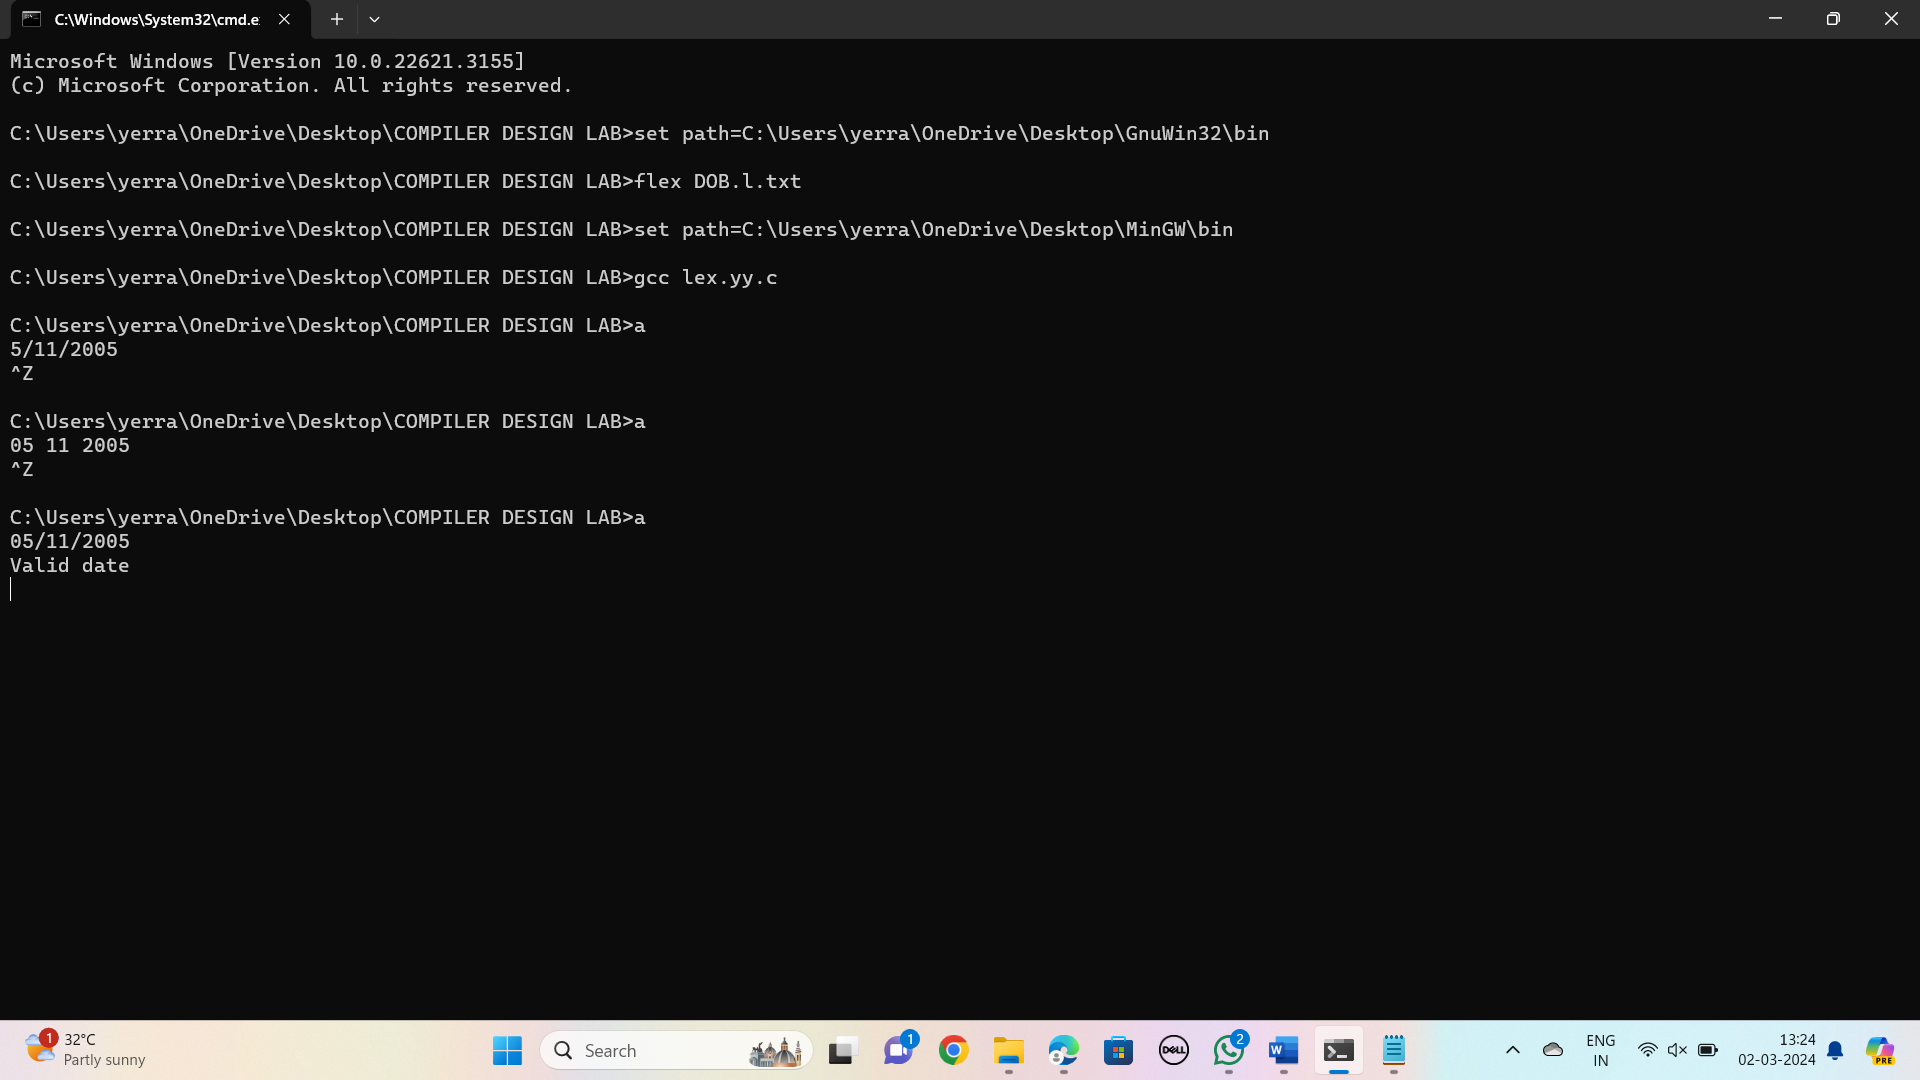 C:\Windows\System32\cmd.e
Microsoft Windows [Version 10.0.22621.3155]
(c) Microsoft Corporation. All rights reserved.
C:\Users\yerra\OneDrive\Desktop\COMPILER DESIGN LAB>set path=C:\Users\yerra\OneDrive\Desktop\GnuWin32\bin
C:\Users\yerra\OneDrive\Desktop\COMPILER DESIGN LAB>flex DOB.l.txt
C:\Users\yerra\OneDrive\Desktop\COMPILER DESIGN LAB>set path=C:\Users\yerra\OneDrive\Desktop\MinGW\bin
C:\Users\yerra\OneDrive\Desktop\COMPILER DESIGN LAB>gcc lex.yy.c
C:\Users\yerra\OneDrive\Desktop\COMPILER DESIGN LAB>a
5/11/2005
^Z
C:\Users\yerra\OneDrive\Desktop\COMPILER DESIGN LAB>a
05 11 2005
^Z
C:\Users\yerra\OneDrive\Desktop\COMPILER DESIGN LAB>a
05/11/2005
Valid date
1
32°C
Partly sunny
Search
1
DELL
2
W
ENG
IN
13:24
02-03-2024
PRE